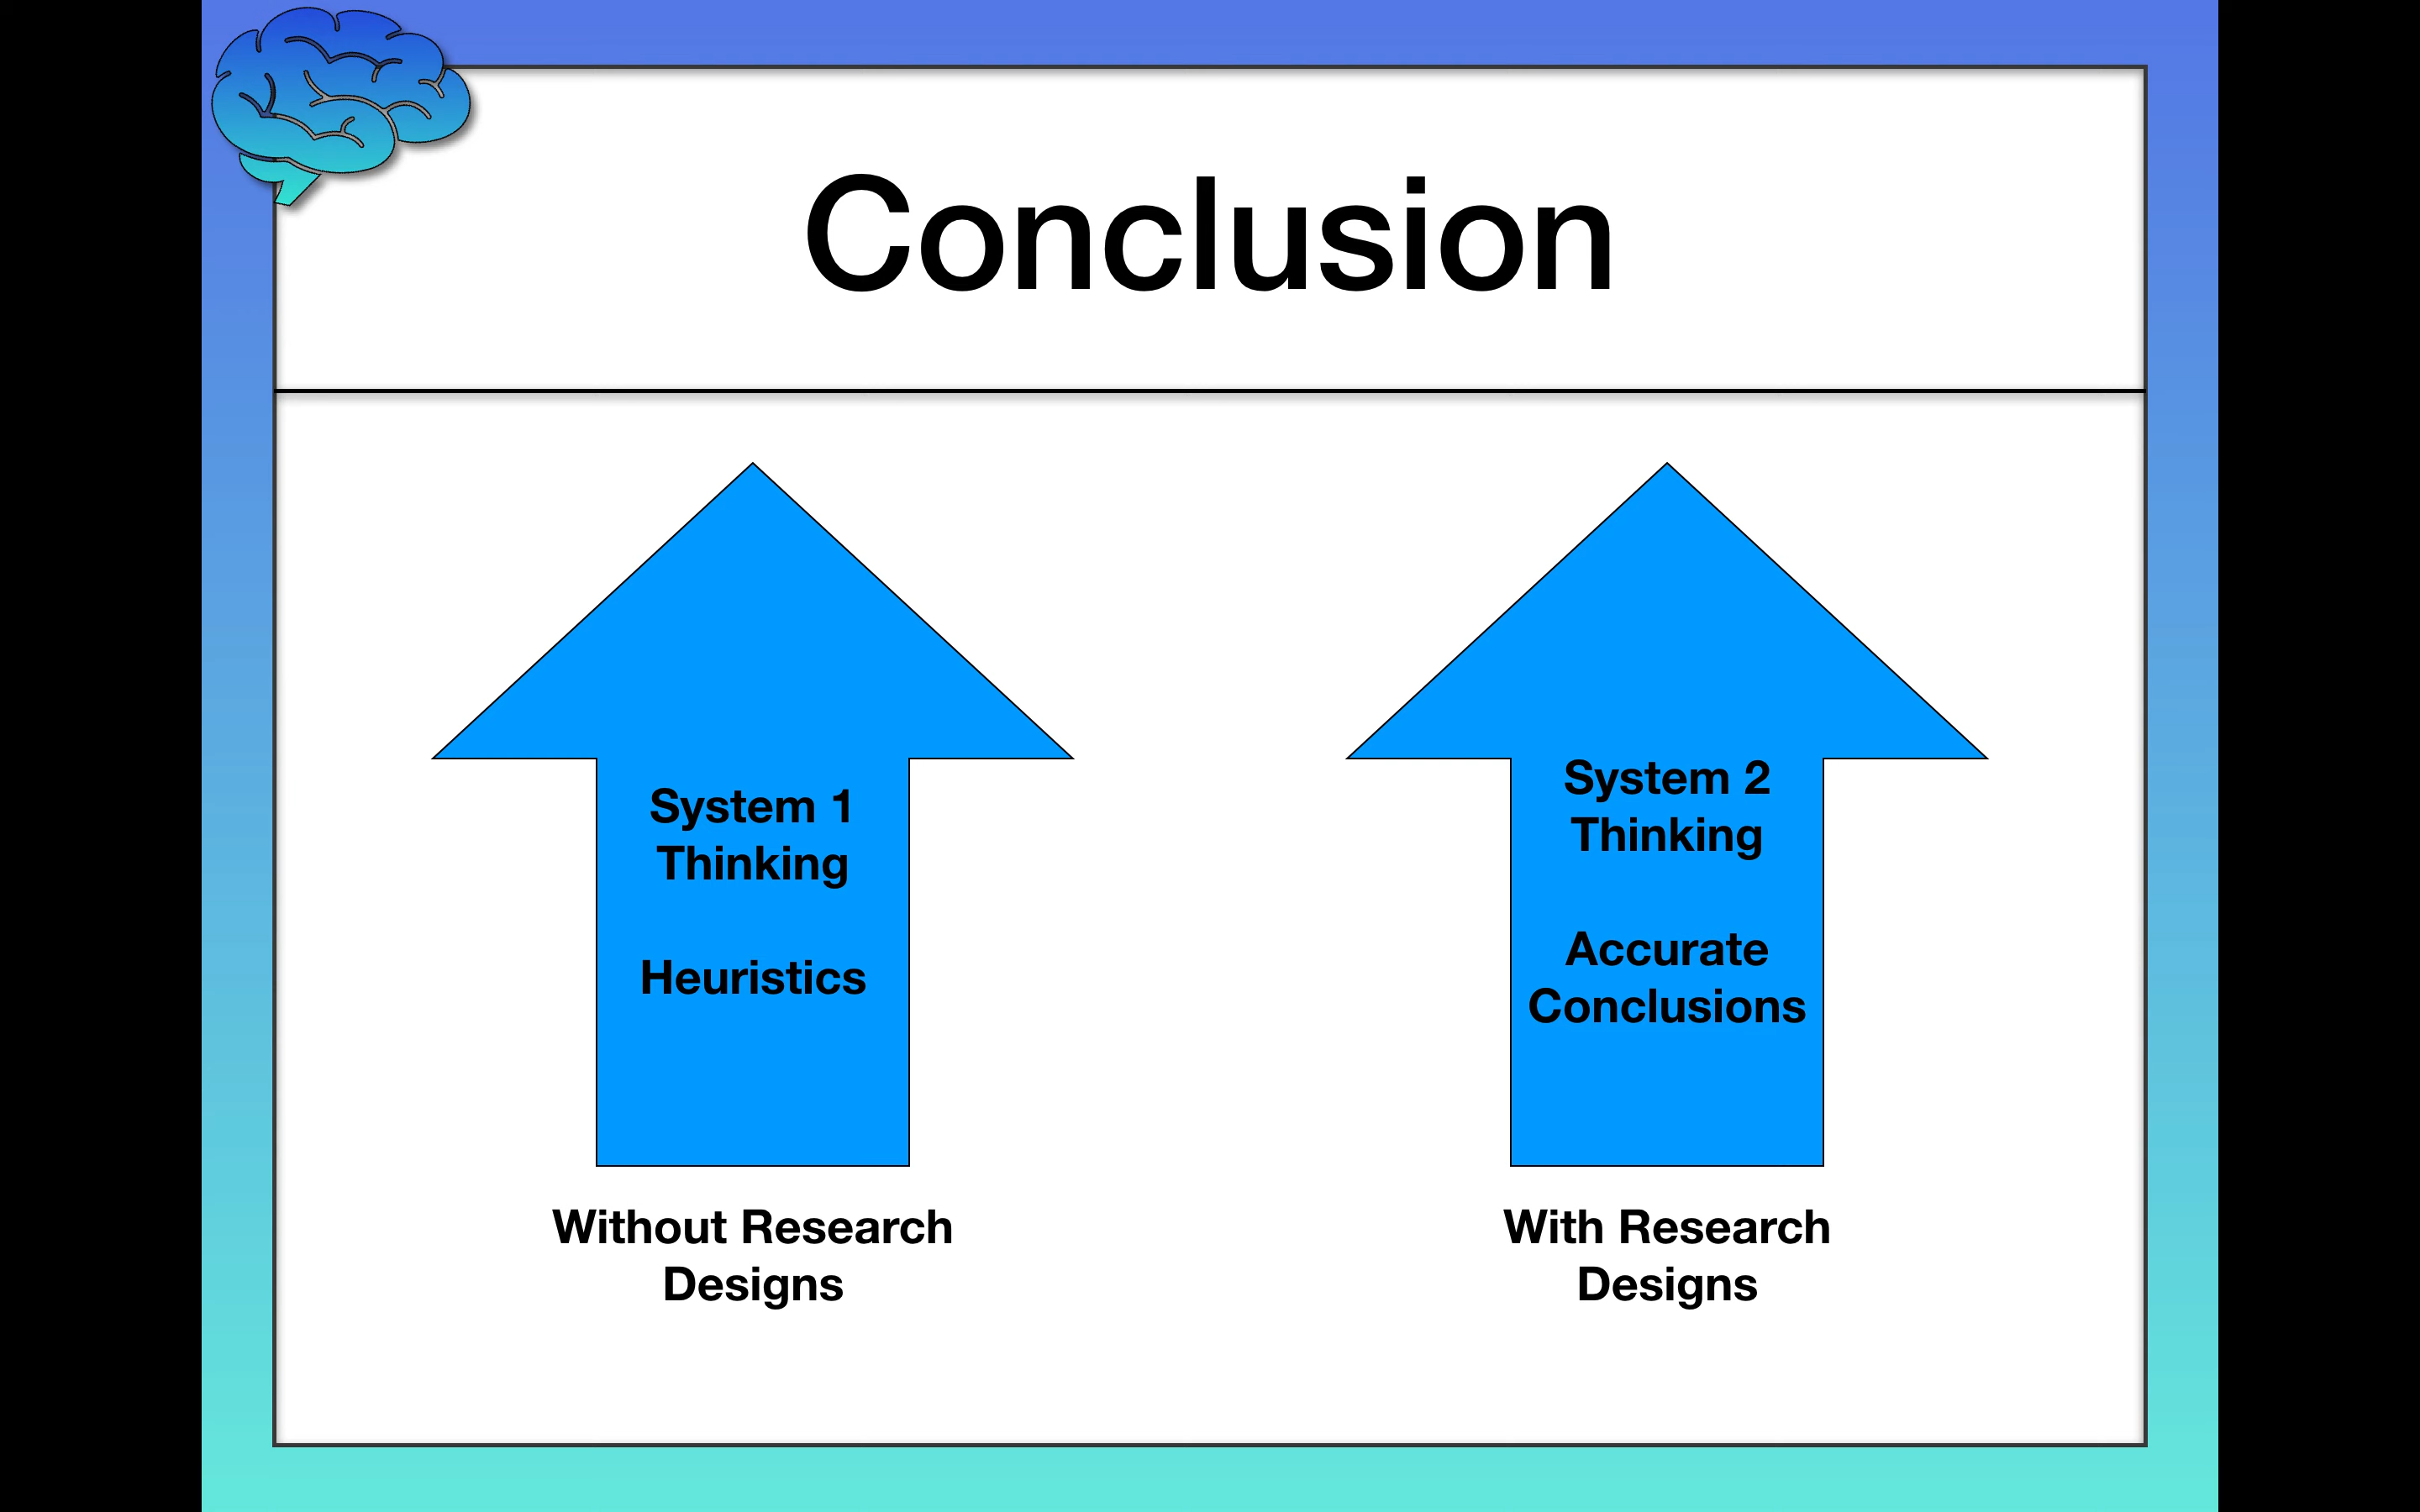 Conclusion
System 1
Thinking
Heuristics
Without Research
Designs
System 2
Thinking
Accurate
Conclusions
With Research
Designs